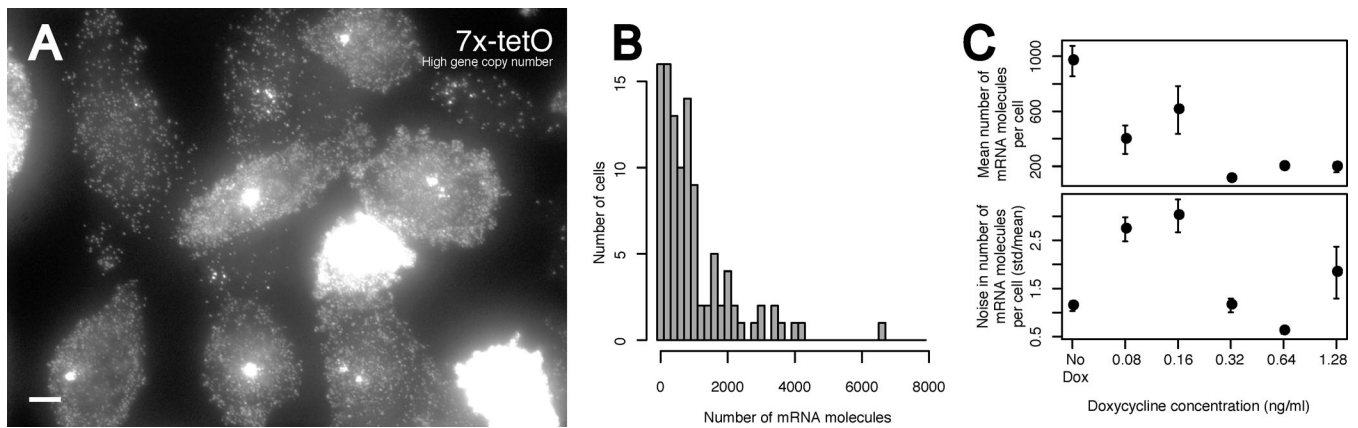 A
7x-tetO
High gene copy number
B
Number of cells
0
5
10
15
0
2000
4000
6000
8000
Number of mRNA molecules
C
Mean number of
mRNA molecules
per cell
200
600
1000
Noise in number of
mRNA molecules
per cell (std/mean)
0.5
1.5
2.5
No
Dox
0.08
0.16
0.32
0.64
1.28
Doxycycline concentration (ng/ml)